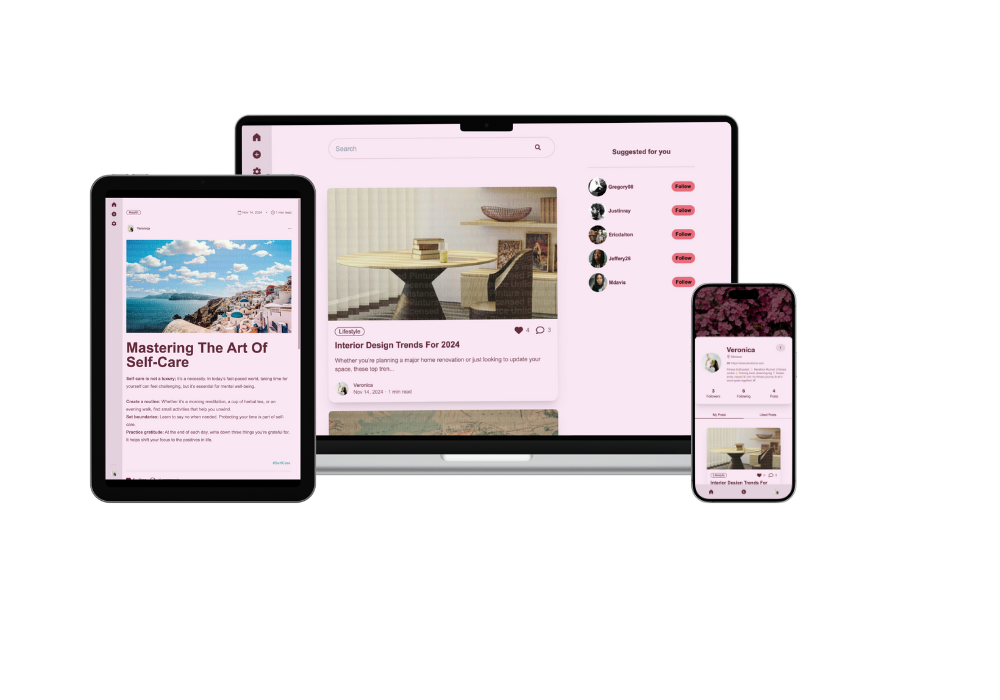 Search
Suggested for you
Gregory98
Follow
Justinray
Follow
Ericdalton
Follow
Jeffery26
Follow
Mdavis
Follow
Lifestyle
4
3
Interior Design Trends For 2024
Whether you're planning a major home renovation or just looking to update your
space, these top tren...
Veronica
Nov 14, 2024 · 1 min read
Health
Nov 14, 2024 · 1 min read
Veronica
Mastering The Art Of
Self-Care
Self-care is not a luxury; it's a necessity. In today's fast-paced world, taking time for
yourself can feel challenging, but it's essential for mental well-being.
Create a routine: Whether it's a morning meditation, a cup of herbal tea, or an
evening walk, find small activities that help you unwind.
Set boundaries: Learn to say no when needed. Protecting your time is part of self-
care.
Practice gratitude: At the end of each day, write down three things you're grateful for.
It helps shift your focus to the positives in life.
Veronica
3
6
4
Followers
Following
Posts
My Posts
Liked Posts
Lifestyle
Interior Design Trends For